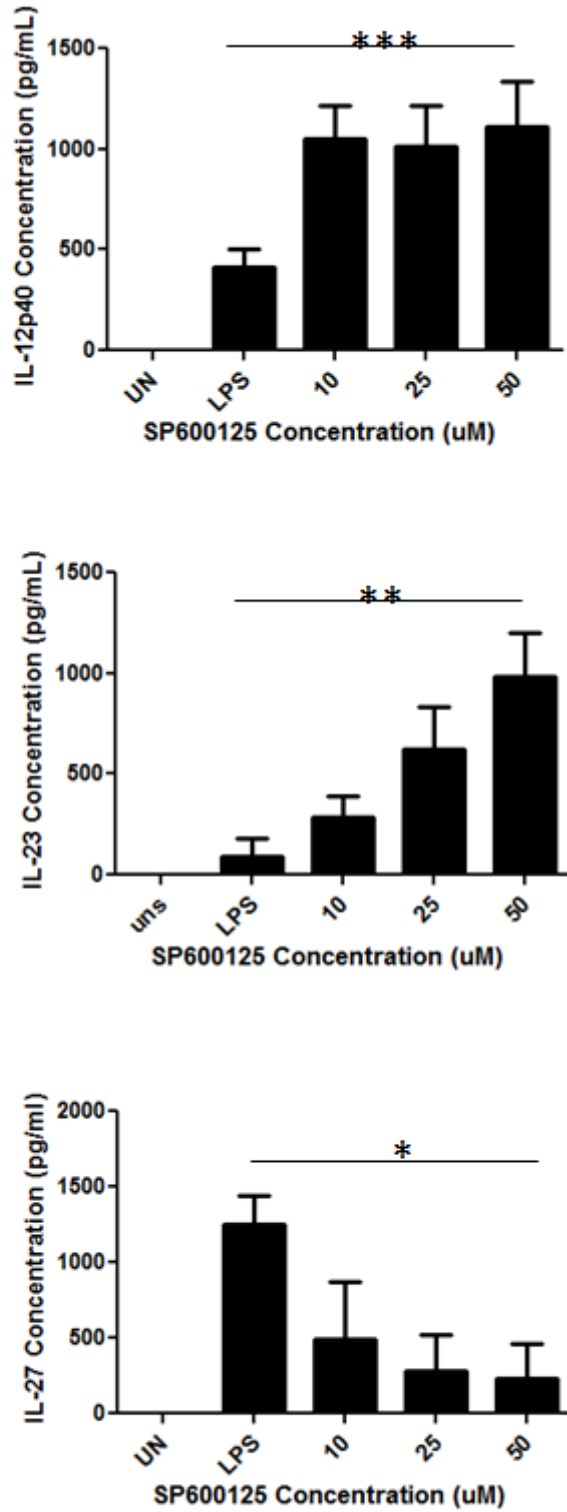 ***
IL-12p40 Concentration (pg/mL)
1500
1000
500
0
UN LPS 10 25 50
SP600125 Concentration (uM)
**
IL-23 Concentration (pg/mL)
1500
1000
500
0
uns LPS 10 25 50
SP600125 Concentration (uM)
*
IL-27 Concentration (pg/ml)
2000
1500
1000
500
0
UN LPS 10 25 50
SP600125 Concentration (uM)